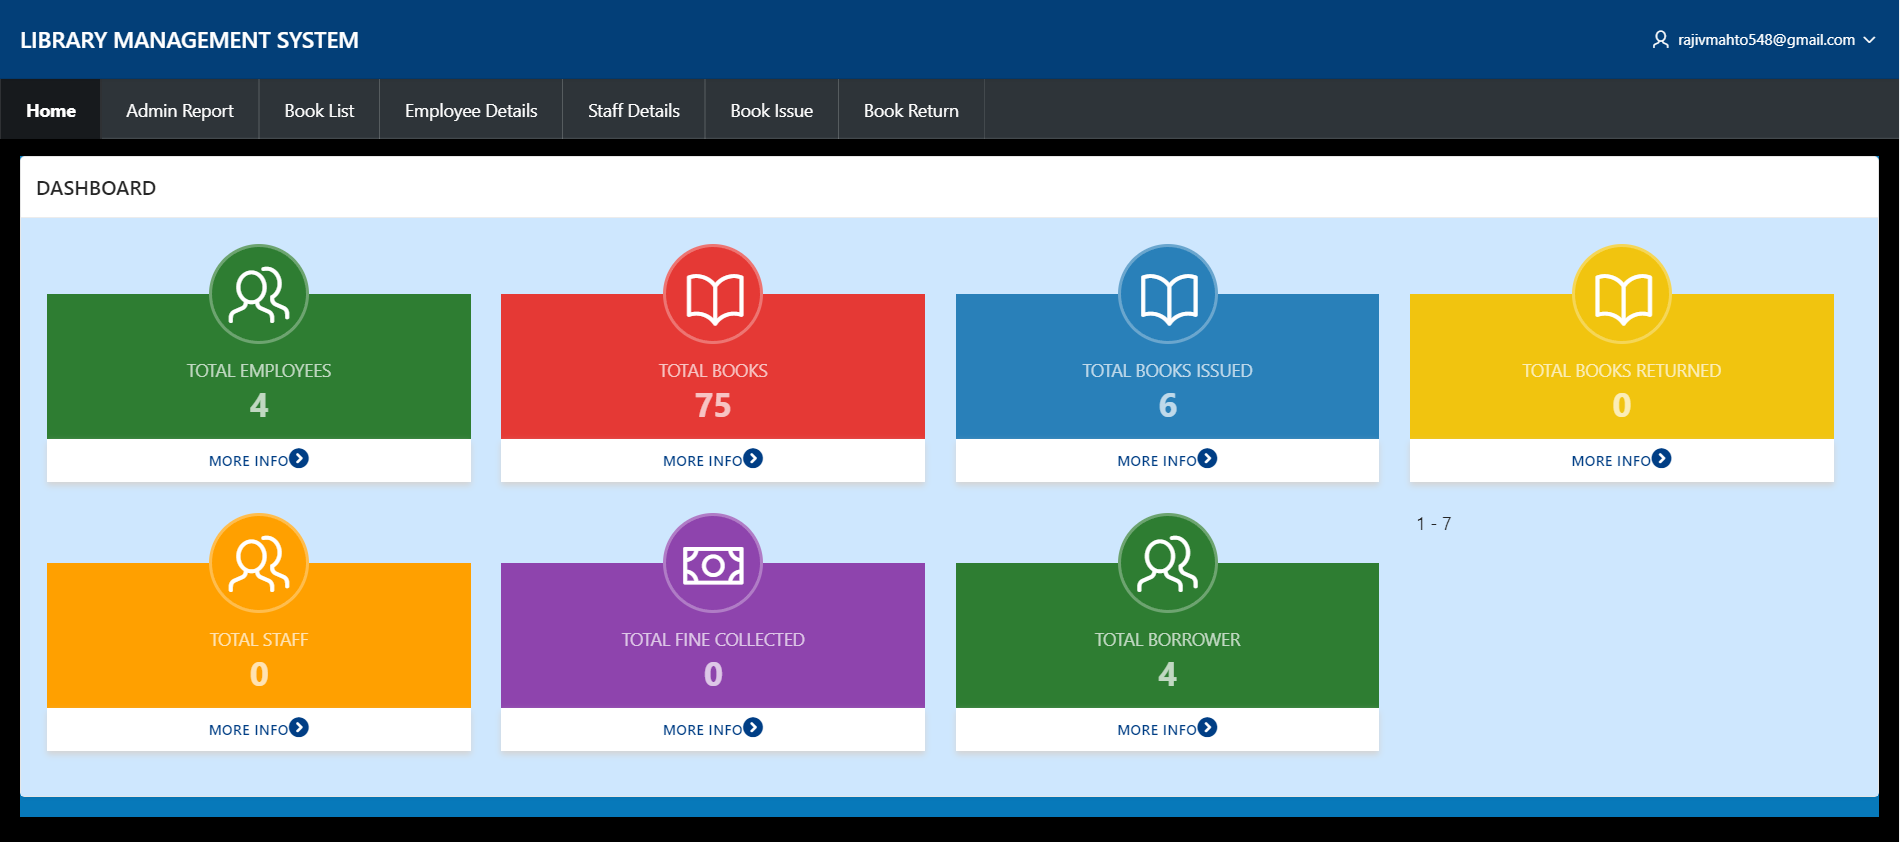 LIBRARY MANAGEMENT SYSTEM
rajivmahto548@gmail.com
Home
Admin Report
Book List
Employee Details
Staff Details
Book Issue
Book Return
DASHBOARD
TOTAL EMPLOYEES
4
MORE INFO
TOTAL BOOKS
75
MORE INFO
TOTAL BOOKS ISSUED
6
MORE INFO
TOTAL BOOKS RETURNED
0
MORE INFO
TOTAL STAFF
0
MORE INFO
TOTAL FINE COLLECTED
0
MORE INFO
TOTAL BORROWER
4
MORE INFO
1 - 7